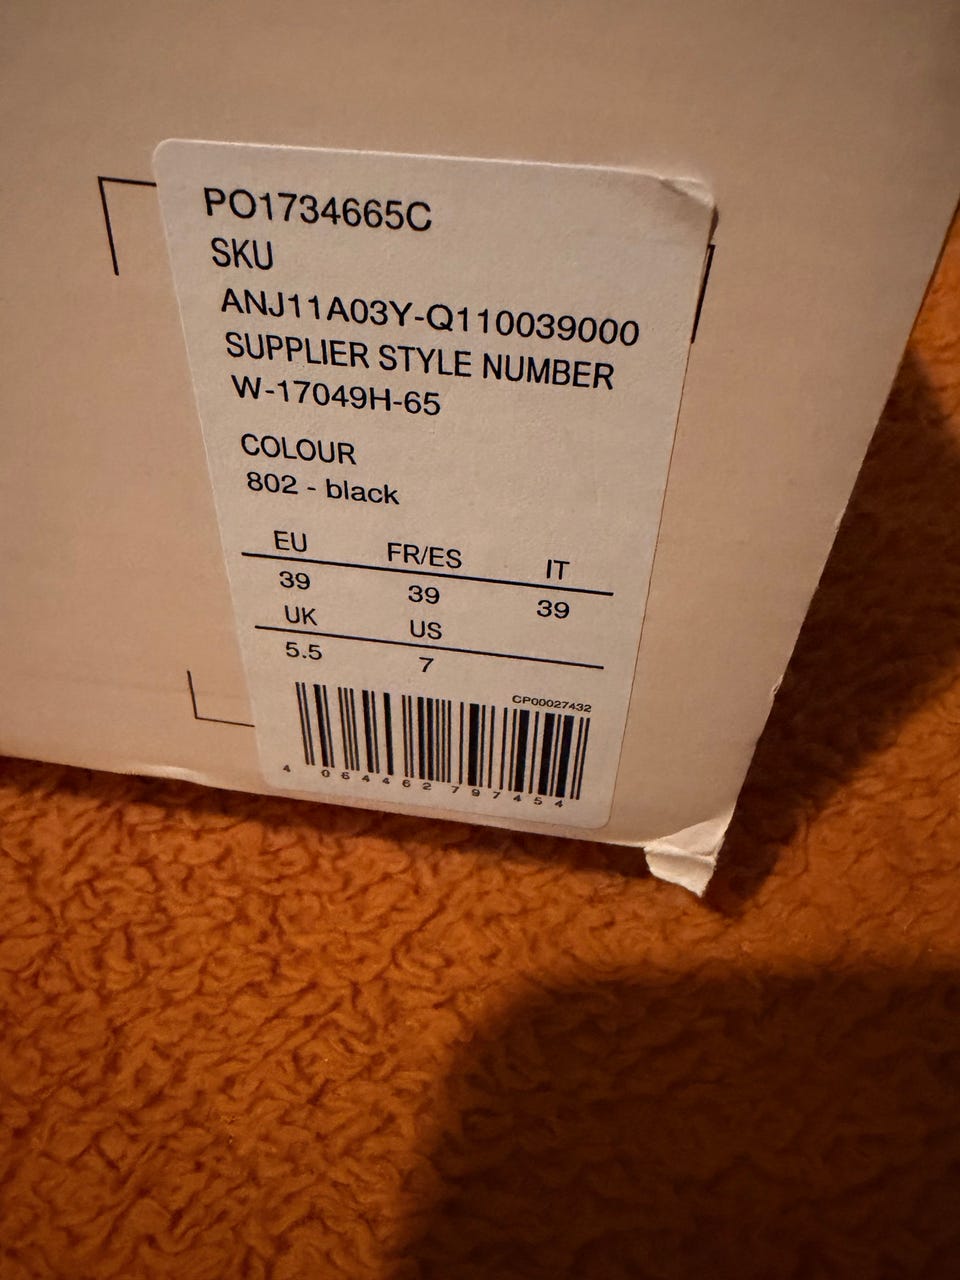 PO1734665C
SKU
ANJ11A03Y-Q110039000
SUPPLIER STYLE NUMBER
W-17049H-65
COLOUR
802 - black
EU FR/ES IT
39 39 39
UK US
5.5 7
CP00027432
4 064462 797454